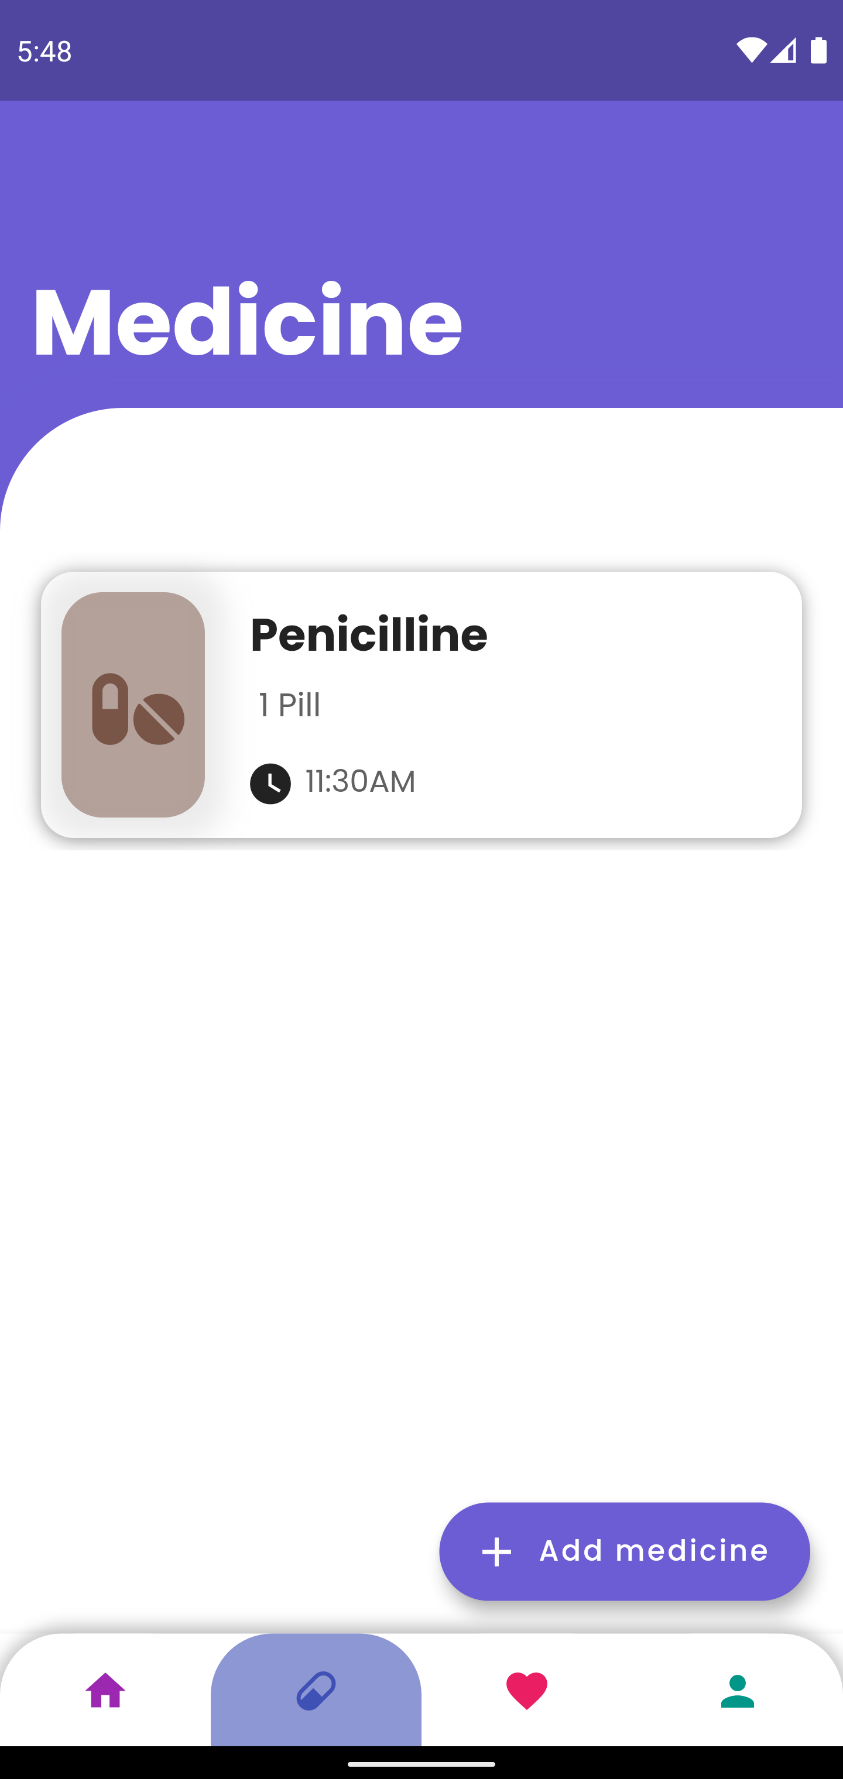 5:48
Medicine
Penicilline
1 Pill
11:30AM
Add medicine